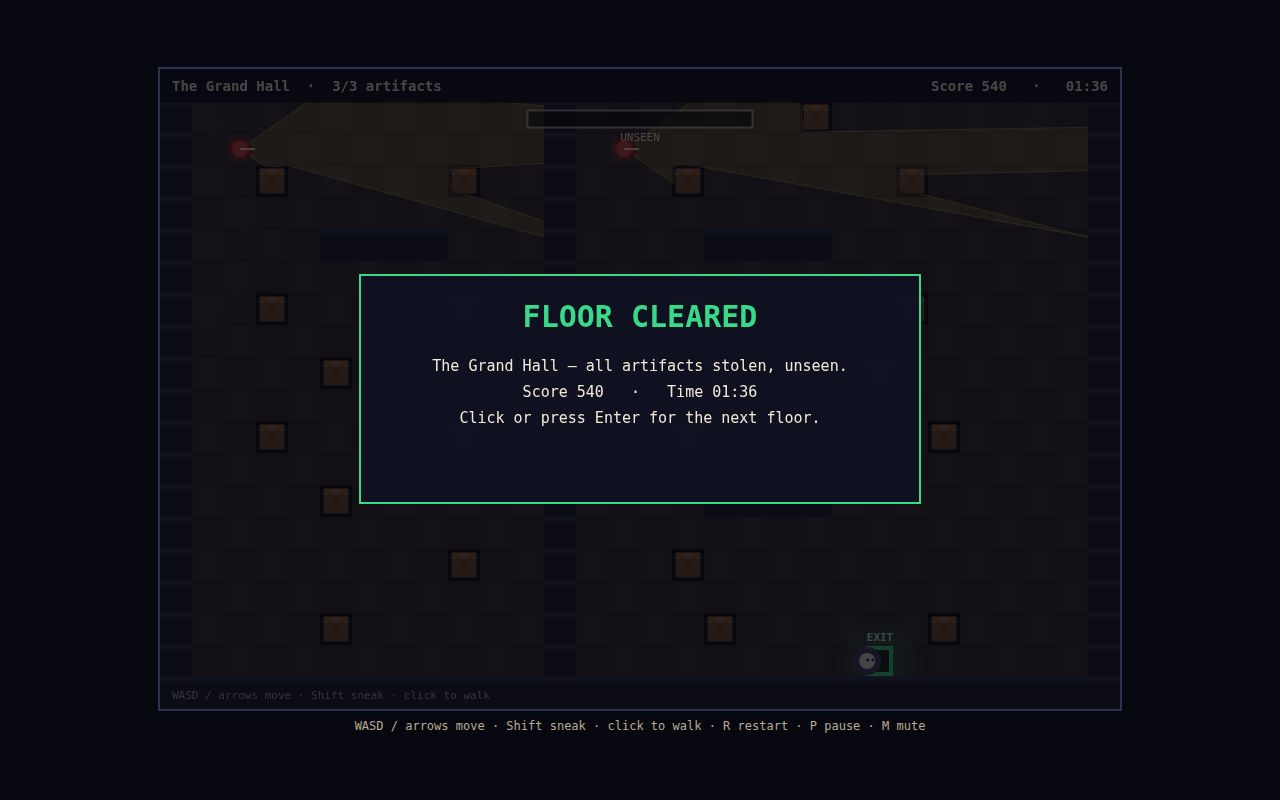 The Grand Hall · 3/3 artifacts
Score 540 · 01:36
UNSEEN
FLOOR CLEARED
The Grand Hall — all artifacts stolen, unseen.
Score 540 · Time 01:36
Click or press Enter for the next floor.
EXIT
WASD / arrows move · Shift sneak · click to walk
WASD / arrows move · Shift sneak · click to walk · R restart · P pause · M mute